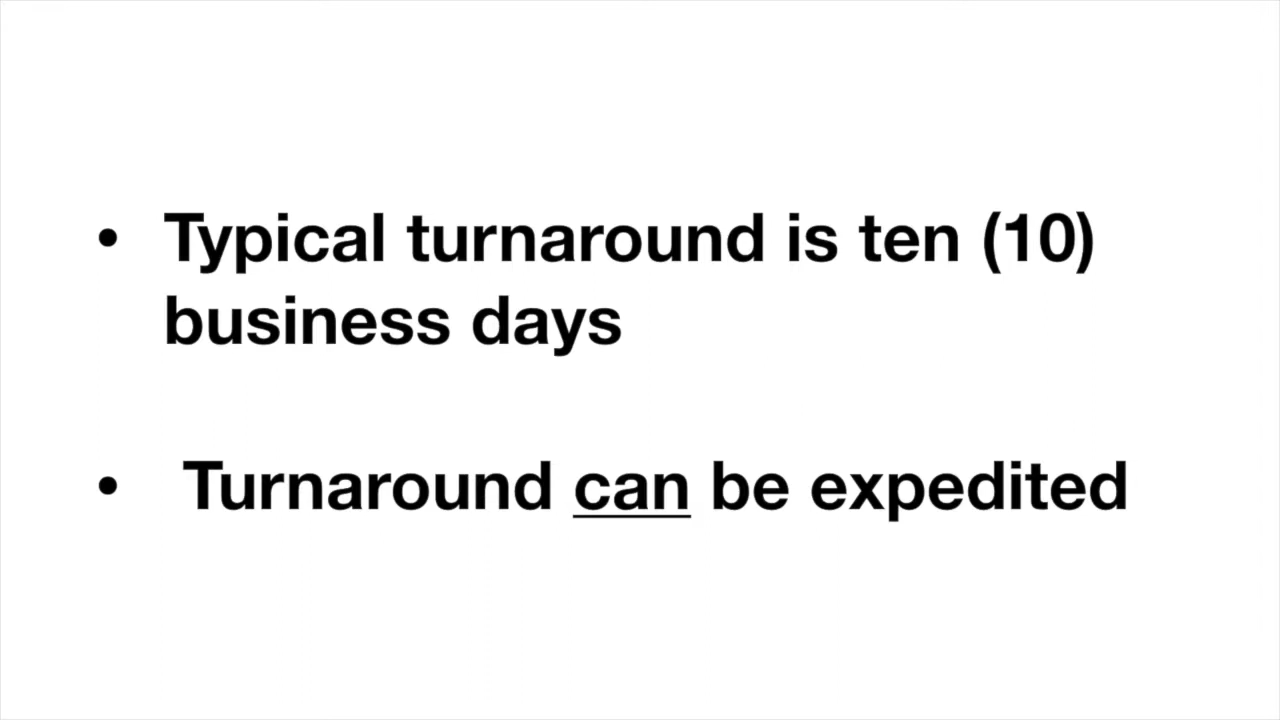 • Typical turnaround is ten (10)
business days
• Turnaround can be expedited